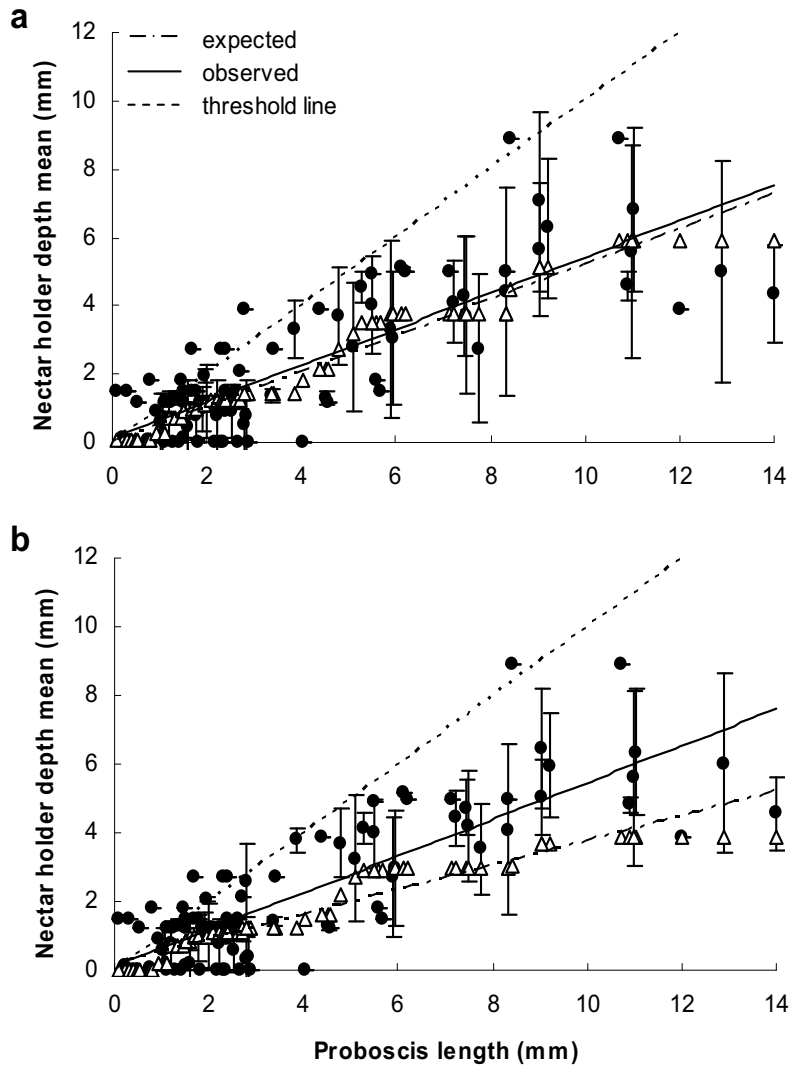 a
expected
observed
threshold line
Nectar holder depth mean (mm)
12
10
8
6
4
2
0
0 2 4 6 8 10 12 14
b
Nectar holder depth mean (mm)
12
10
8
6
4
2
0
0 2 4 6 8 10 12 14
Proboscis length (mm)